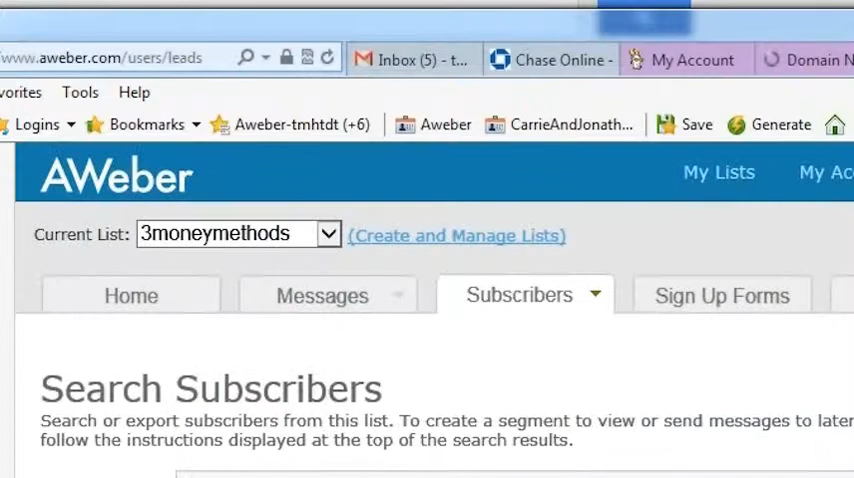 www.aweber.com/users/leads Inbox (5) - t... Chase Online - My Account Domain N
Tools Help
Logins Bookmarks Aweber-tmhtdt (+6) Aweber CarrieAndJonath... Save Generate
AWeber My Lists My Ac
Current List: 3moneymethods (Create and Manage Lists)
Home Messages Subscribers Sign Up Forms
Search Subscribers
Search or export subscribers from this list. To create a segment to view or send messages to later
follow the instructions displayed at the top of the search results.